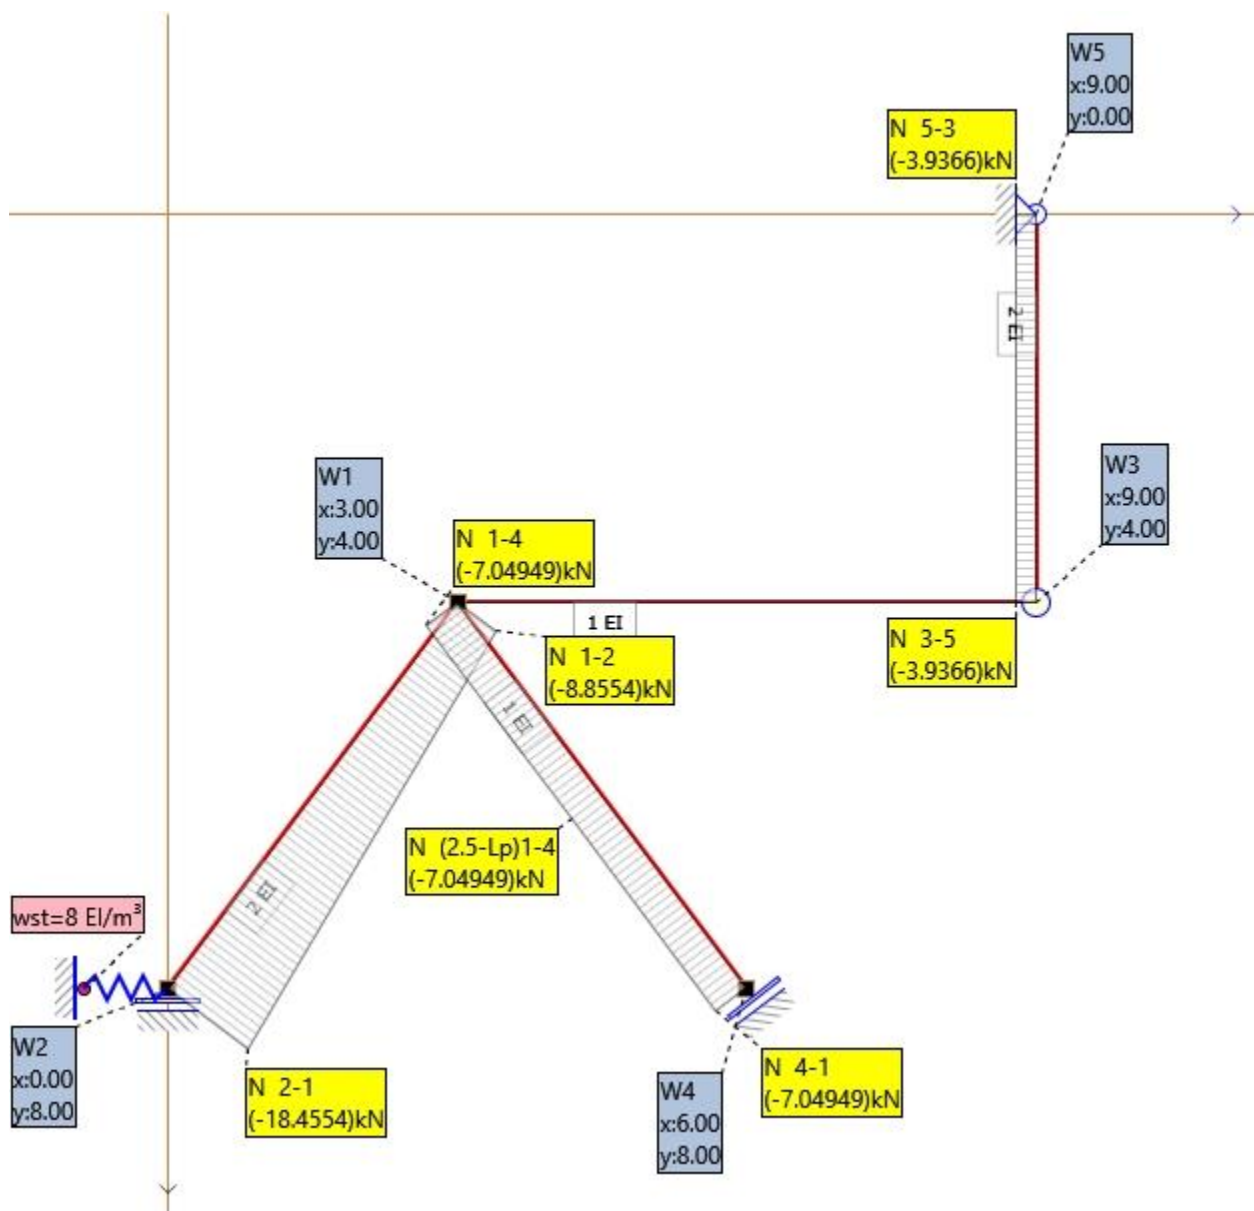 W5
x:9.00
y:0.00
N 5-3
(-3.9366)kN
2 EI
W1
x:3.00
y:4.00
W3
x:9.00
y:4.00
N 1-4
(-7.04949)kN
1 EI
N 3-5
(-3.9366)kN
N 1-2
(-8.8554)kN
1 EI
N (2.5-Lp)1-4
(-7.04949)kN
2 EI
wst=8 EI/m³
W2
x:0.00
y:8.00
N 2-1
(-18.4554)kN
W4
x:6.00
y:8.00
N 4-1
(-7.04949)kN